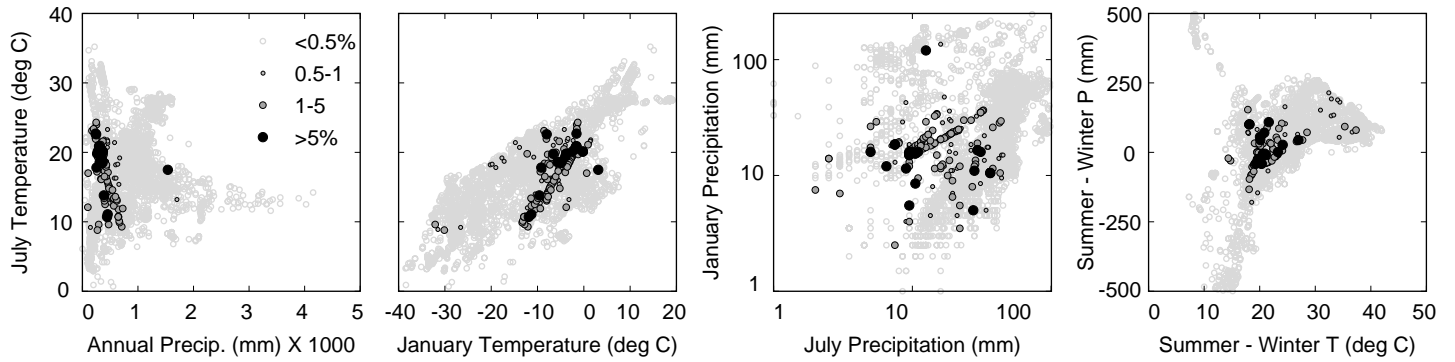 July Temperature (deg C)
40
30
20
10
0
<0.5%
0.5-1
1-5
>5%
0 1 2 3 4 5
Annual Precip. (mm) X 1000
-40 -30 -20 -10 0 10 20
January Temperature (deg C)
January Precipitation (mm)
100
10
1
1 10 100
July Precipitation (mm)
Summer - Winter P (mm)
500
250
0
-250
-500
0 10 20 30 40 50
Summer - Winter T (deg C)